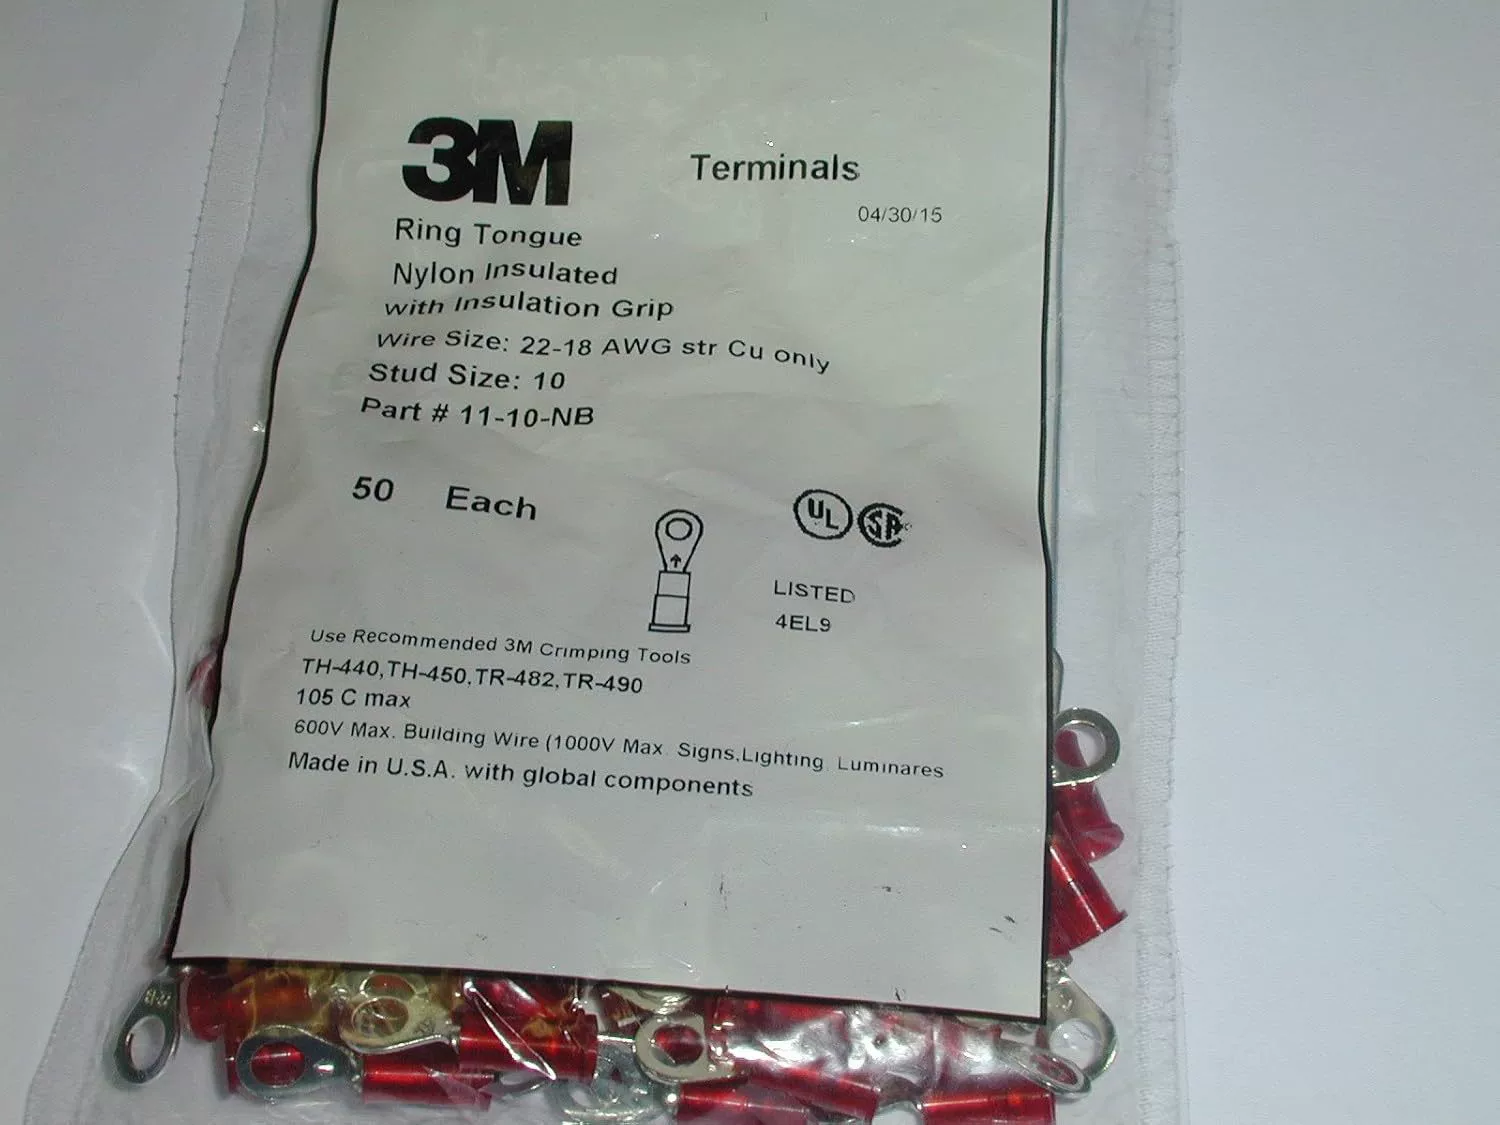 3M
Terminals
04/30/15
Ring Tongue
Nylon Insulated
with Insulation Grip
Wire Size: 22-18 AWG str Cu only
Stud Size: 10
Part # 11-10-NB
50 Each
UL SA
LISTED
4EL9
Use Recommended 3M Crimping Tools
TH-440,TH-450,TR-482,TR-490
105 C max
600V Max. Building Wire (1000V Max. Signs,Lighting, Luminares
Made in U.S.A. with global components